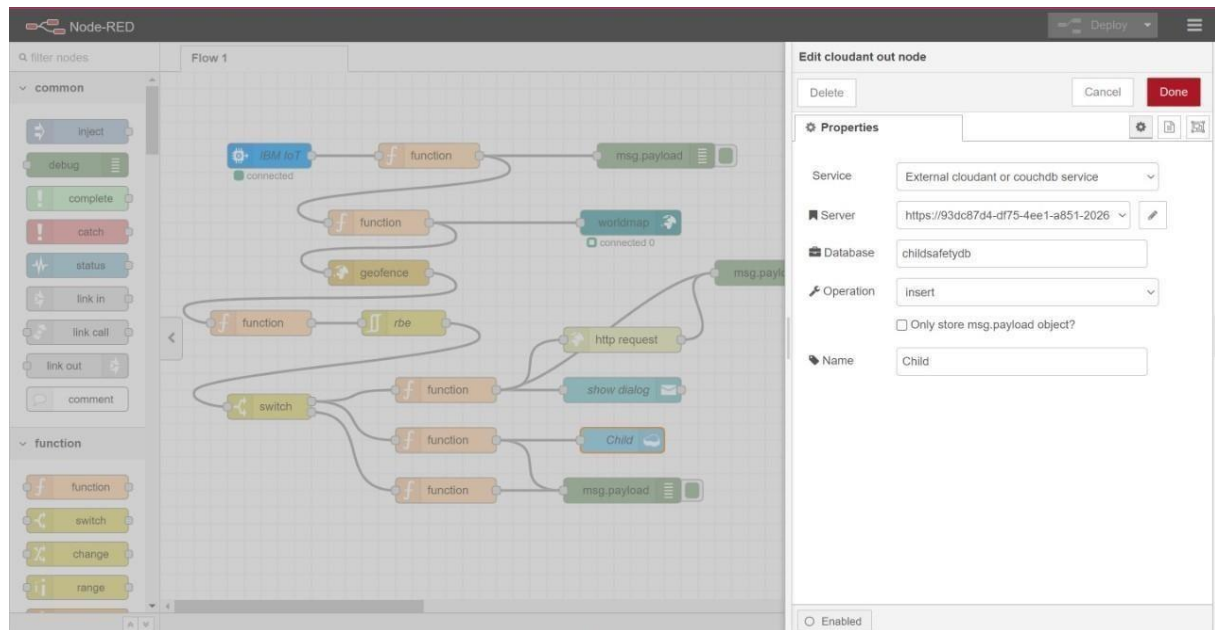 Node-RED
Deploy
filter nodes
Flow 1
Edit cloudant out node
common
Delete
Cancel
Done
inject
debug
complete
catch
status
link in
link call
link out
comment
function
function
switch
change
range
IBM IoT
connected
function
msg.payload
function
worldmap
connected 0
geofence
function
rbe
http request
function
show dialog
switch
function
Child
function
msg.payload
Properties
Service
External cloudant or couchdb service
Server
https://93dc87d4-df75-4ee1-a851-2026
Database
childsafetydb
Operation
insert
Only store msg.payload object?
Name
Child
Enabled